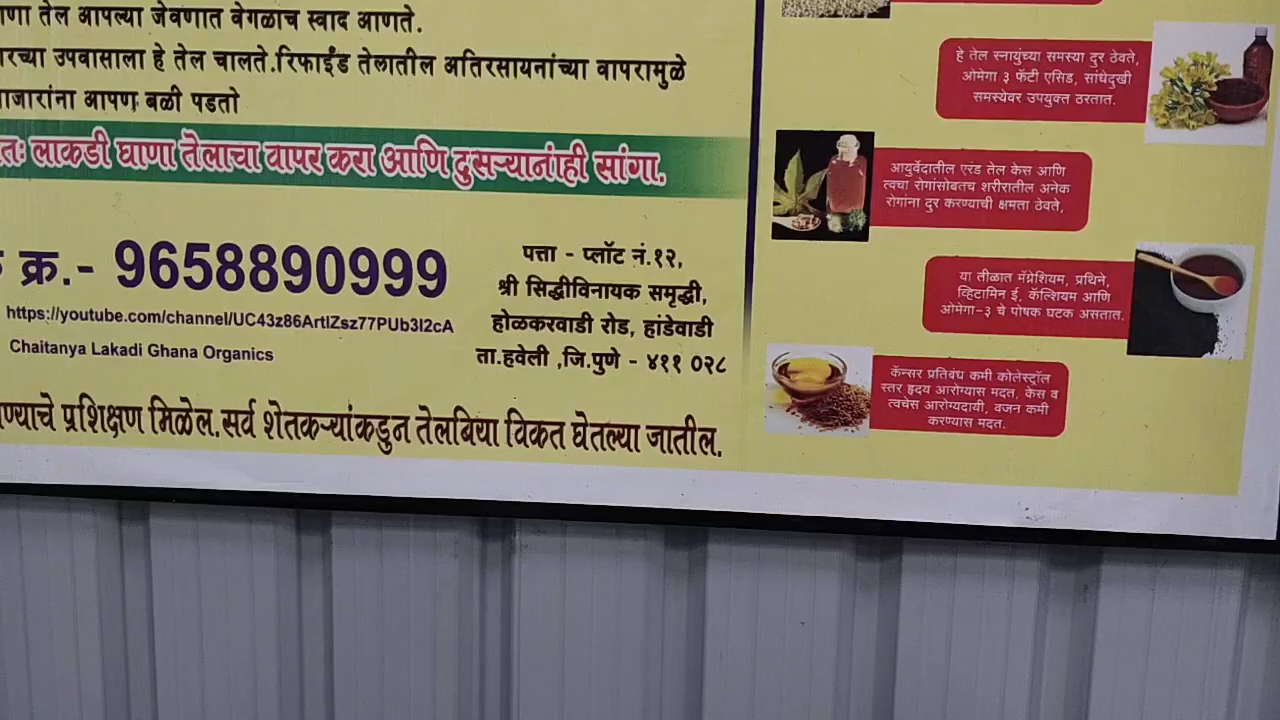 तेल आपल्या जेवणात वेगळाच स्वाद आणते.
उपवासाला हे तेल चालते.रिफाईंड तेलातील अतिरसायनांच्या वापरामुळे
आपण बळी पडतो
लाकडी घाणा तेलाचा वापर करा आणि दुसऱ्यानांही सांगा.
क्र.- 9658890999
https://youtube.com/channel/UC43z86ArtlZsz77PUb3I2cA
Chaitanya Lakadi Ghana Organics
पत्ता - प्लॉट नं.१२,
श्री सिद्धीविनायक समृद्धी,
होळकरवाडी रोड, हांडेवाडी
ता.हवेली ,जि.पुणे - ४११ ०२८
प्रशिक्षण मिळेल.सर्व शेतकऱ्यांकडुन तेलबिया विकत घेतल्या जातील.
हे तेल स्नायुंच्या समस्या दुर ठेवते,
ओमेगा ३ फॅटी एसिड, सांधेदुखी
समस्येवर उपयुक्त ठरतात.
आयुर्वेदातील एरंड तेल केस आणि
त्वचा रोगांसोबतच शरीरातील अनेक
रोगांना दुर करण्याची क्षमता ठेवते,
या तीळात मॅग्नेशियम, प्रथिने,
व्हिटामिन ई, कॅल्शियम आणि
ओमेगा-३ चे पोषक घटक असतात.
कॅन्सर प्रतिबंध कमी कोलेस्ट्रॉल
स्तर हृदय आरोग्यास मदत, केस व
त्वचेस आरोग्यदायी, वजन कमी
करण्यास मदत.